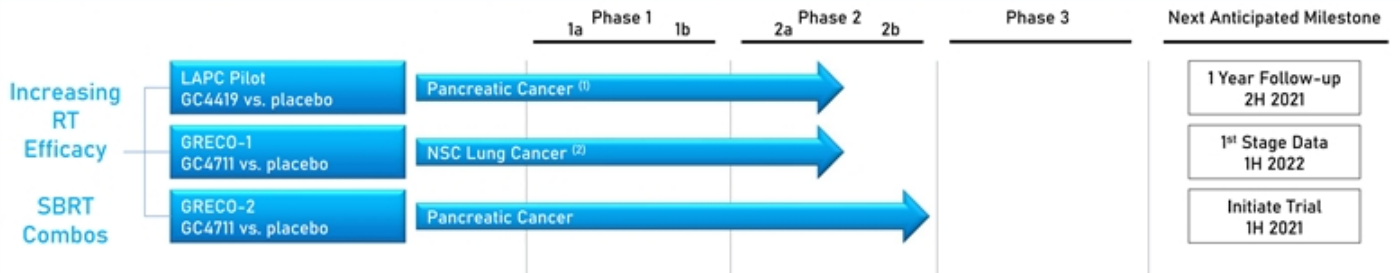 Phase 1
1a 1b
Phase 2
2a 2b
Phase 3
Next Anticipated Milestone
Increasing
RT
Efficacy
SBRT
Combos
LAPC Pilot
GC4419 vs. placebo
Pancreatic Cancer (1)
1 Year Follow-up
2H 2021
GRECO-1
GC4711 vs. placebo
NSC Lung Cancer (2)
1st Stage Data
1H 2022
GRECO-2
GC4711 vs. placebo
Pancreatic Cancer
Initiate Trial
1H 2021